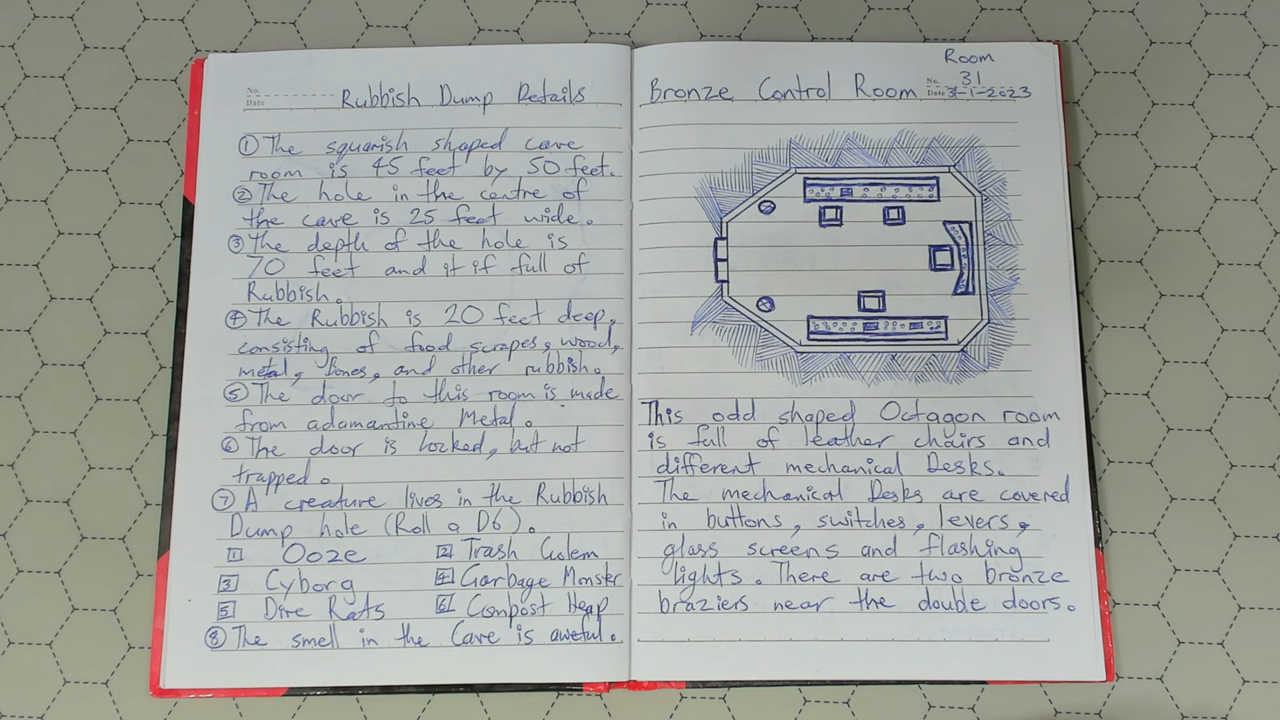 No.
Date
Rubbish Dump Details
① The squarish shaped cave
room is 45 feet by 50 feet.
② The hole in the centre of
the cave is 25 feet wide.
③ The depth of the hole is
70 feet and it if full of
Rubbish.
④ The Rubbish is 20 feet deep,
consisting of food scrapes, wood,
metal, bones, and other rubbish.
⑤ The door to this room is made
from adamantine Metal.
⑥ The door is locked, but not
trapped.
⑦ A creature lives in the Rubbish
Dump hole (Roll a D6).
1 Ooze 2 Trash Golem
3 Cyborg 4 Garbage Monster
5 Dire Rats 6 Compost Heap
⑧ The smell in the Cave is aweful.
Room
Bronze Control Room No. 31
Date 31-1-2023
This odd shaped Octagon room
is full of leather chairs and
different mechanical Desks.
The mechanical Desks are covered
in buttons, switches, levers,
glass screens and flashing
lights. There are two bronze
braziers near the double doors.